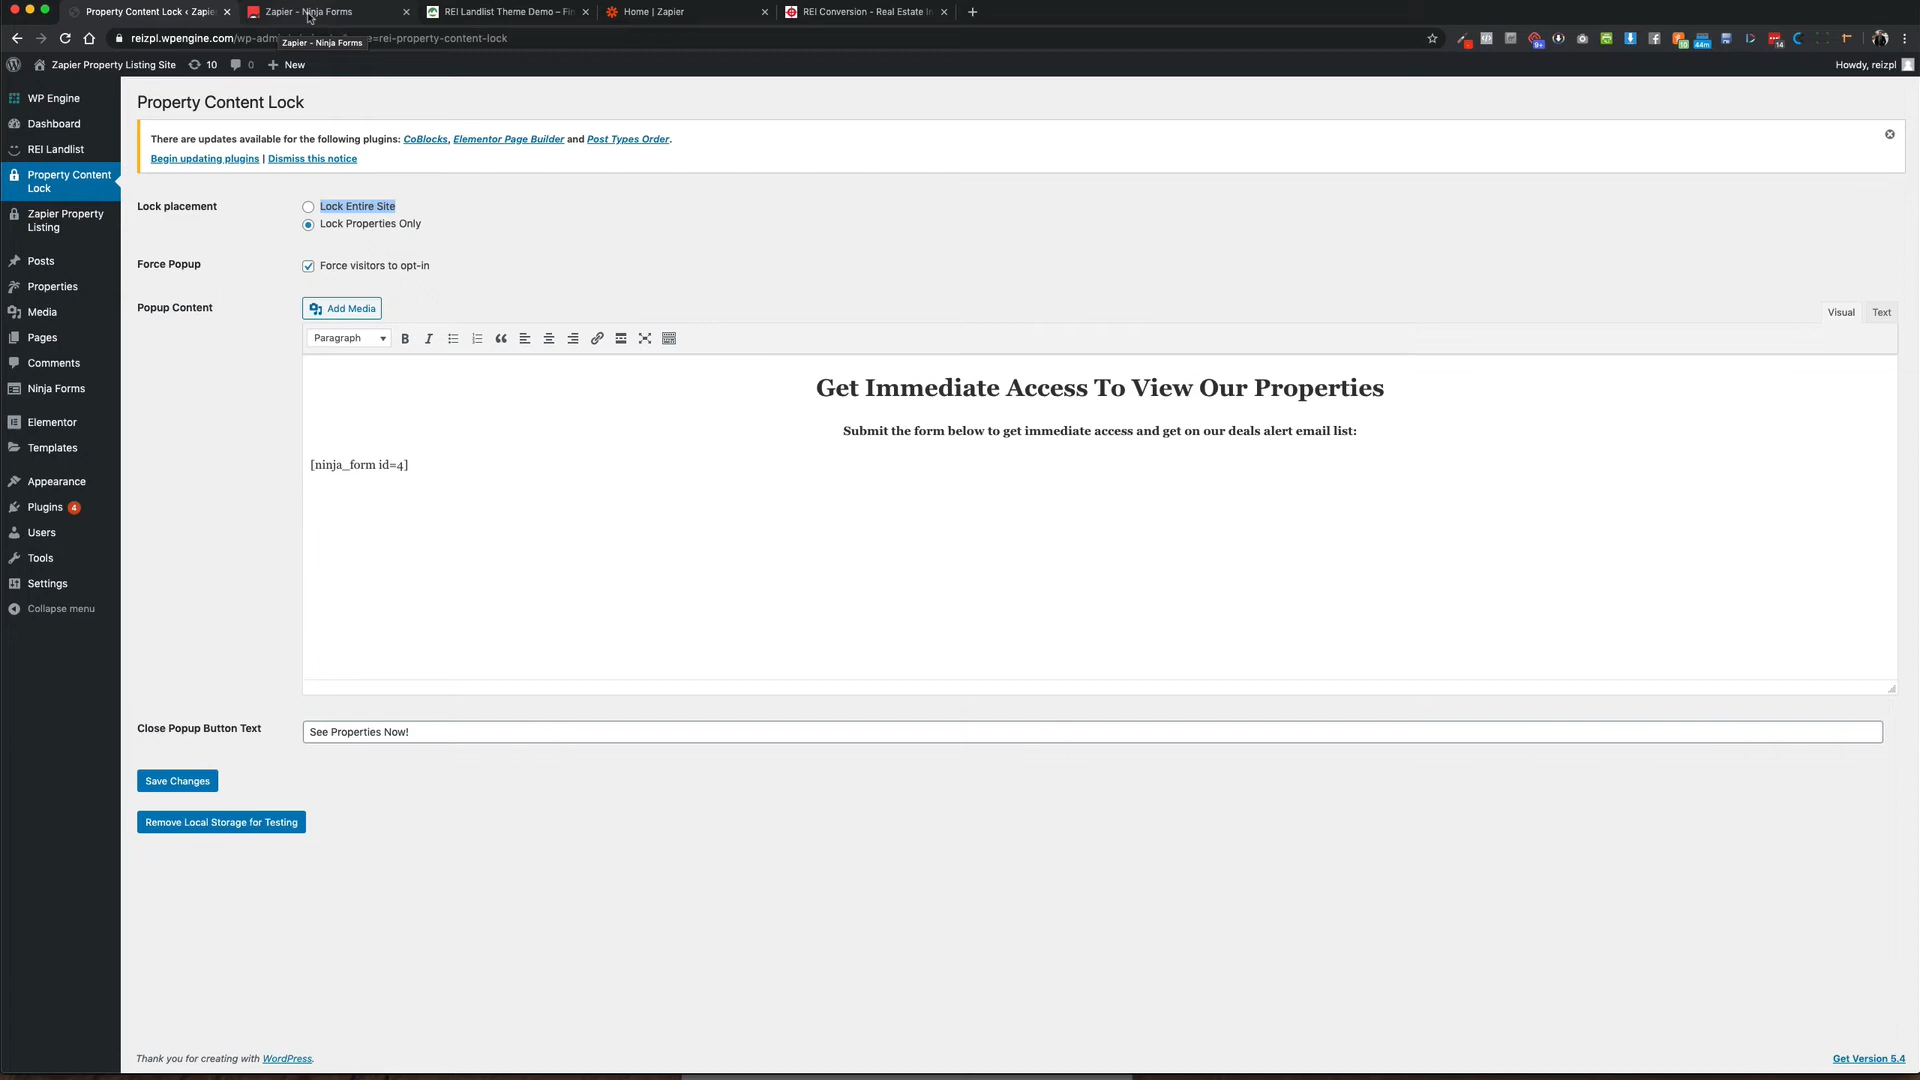 Property Content Lock ‹ Zapie
Zapier - Ninja Forms
REI Landlist Theme Demo – Fi
Home | Zapier
REI Conversion - Real Estate In
reizpl.wpengine.com/wp-adm
e=rei-property-content-lock
Zapier - Ninja Forms
9+
10
44m
14
Zapier Property Listing Site
10
0
New
Howdy, reizpl
WP Engine
Dashboard
REI Landlist
Property Content
Lock
Zapier Property
Listing
Posts
Properties
Media
Pages
Comments
Ninja Forms
Elementor
Templates
Appearance
Plugins 4
Users
Tools
Settings
Collapse menu
Property Content Lock
There are updates available for the following plugins: CoBlocks, Elementor Page Builder and Post Types Order.
Begin updating plugins | Dismiss this notice
Lock placement
Lock Entire Site
Lock Properties Only
Force Popup
Force visitors to opt-in
Popup Content
Add Media
Visual
Text
Paragraph
B
I
Get Immediate Access To View Our Properties
Submit the form below to get immediate access and get on our deals alert email list:
[ninja_form id=4]
Close Popup Button Text
See Properties Now!
Save Changes
Remove Local Storage for Testing
Thank you for creating with WordPress.
Get Version 5.4